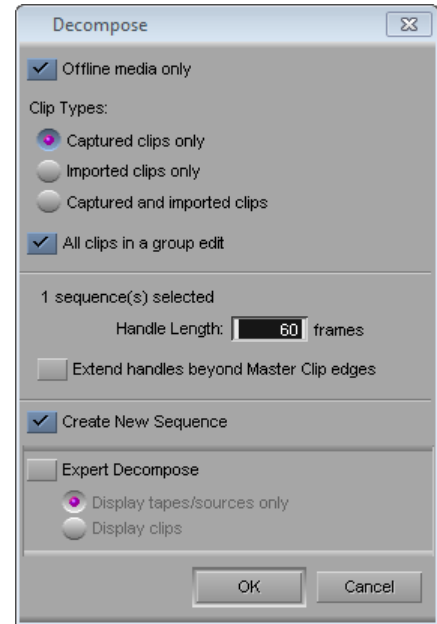 Decompose
Offline media only
Clip Types:
Captured clips only
Imported clips only
Captured and imported clips
All clips in a group edit
1 sequence(s) selected
Handle Length: 60 frames
Extend handles beyond Master Clip edges
Create New Sequence
Expert Decompose
Display tapes/sources only
Display clips
OK Cancel